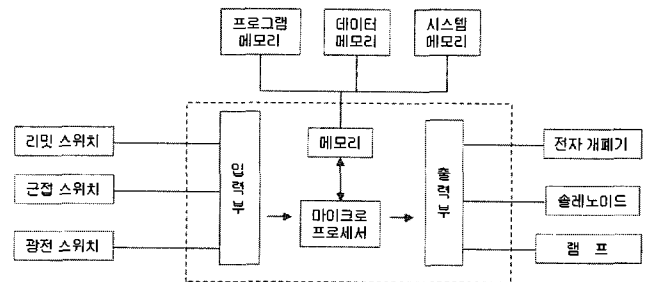 프로그램
메모리
데이터
메모리
시스템
메모리
리밋 스위치
근접 스위치
광전 스위치
입력부
메모리
마이크로
프로세서
출력부
전자 개폐기
솔레노이드
램 프